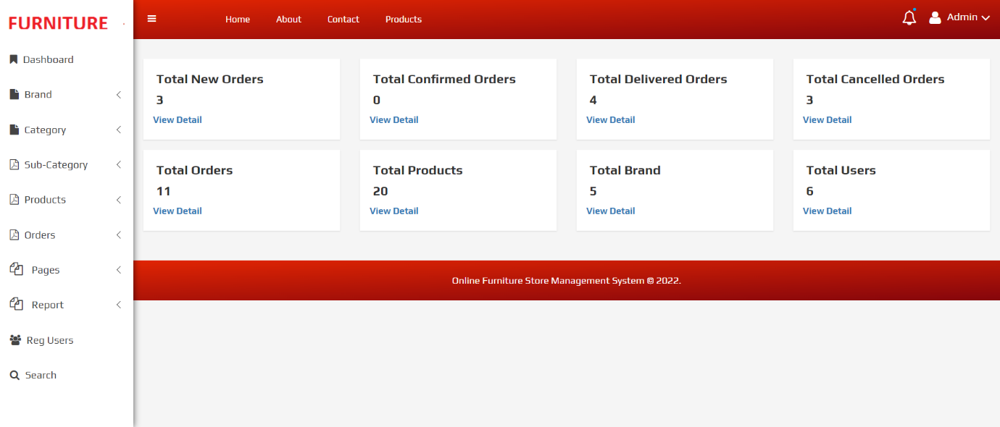 FURNITURE
Home About Contact Products
Admin
Dashboard
Brand
Category
Sub-Category
Products
Orders
Pages
Report
Reg Users
Search
Total New Orders
3
View Detail
Total Confirmed Orders
0
View Detail
Total Delivered Orders
4
View Detail
Total Cancelled Orders
3
View Detail
Total Orders
11
View Detail
Total Products
20
View Detail
Total Brand
5
View Detail
Total Users
6
View Detail
Online Furniture Store Management System © 2022.